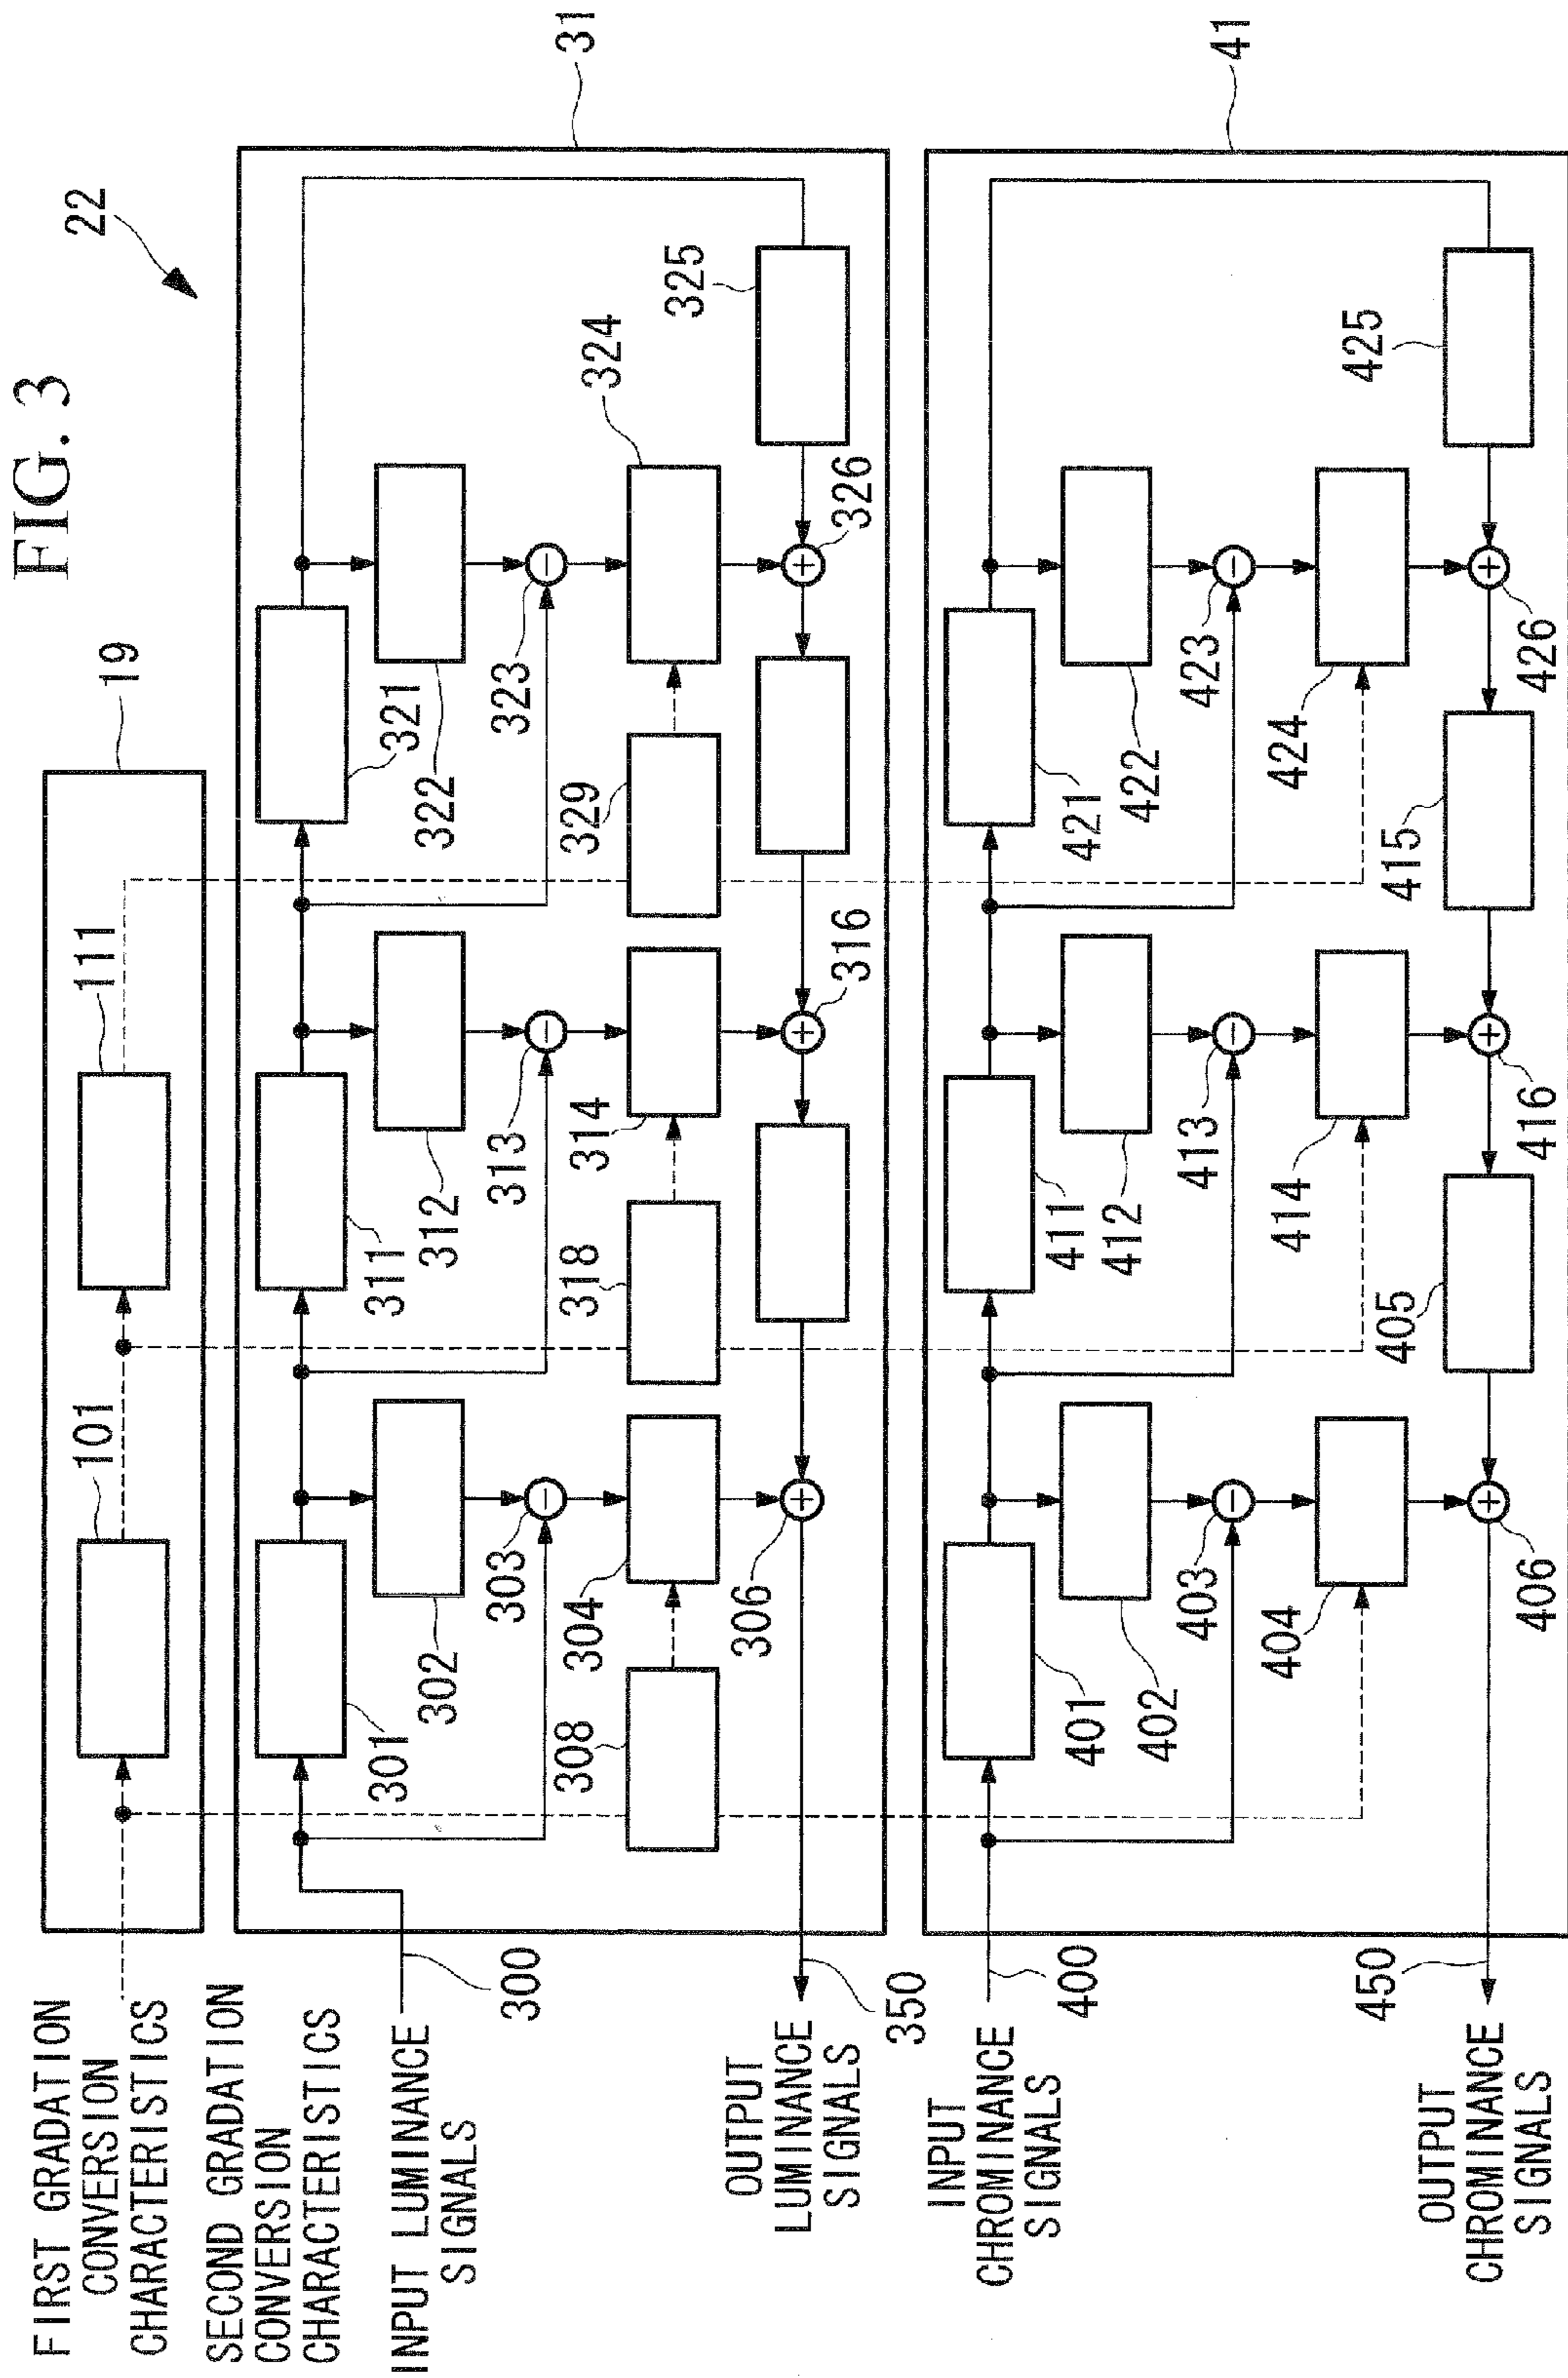 FIG. 3
22
19
101
111
31
301
311
321
302
312
322
303
313
323
304
314
324
308
318
329
325
306
316
326
41
401
411
421
402
412
422
403
413
423
404
414
424
405
415
425
406
416
426
FIRST GRADATION
CONVERSION
CHARACTERISTICS
SECOND GRADATION
CONVERSION
CHARACTERISTICS
INPUT LUMINANCE
SIGNALS
300
OUTPUT
LUMINANCE
SIGNALS
350
INPUT
CHROMINANCE
SIGNALS
400
OUTPUT
CHROMINANCE
SIGNALS
450